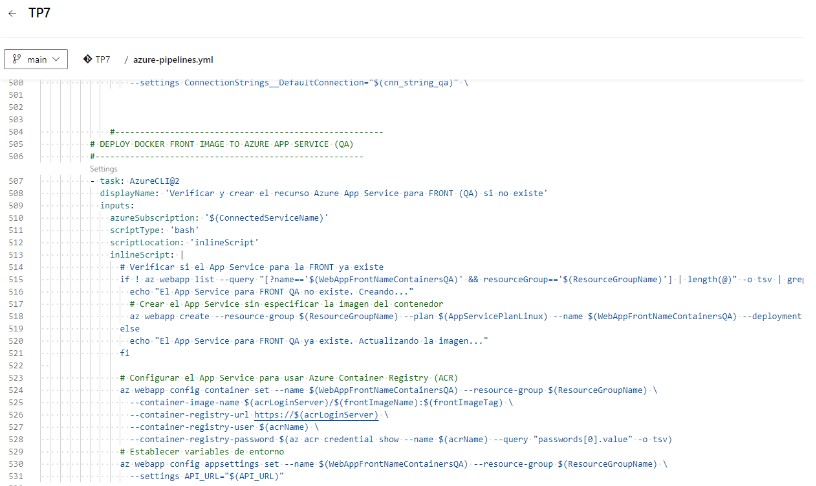 ← TP7
main TP7 / azure-pipelines.yml
500 --settings ConnectionStrings__DefaultConnection="$(cnn_string_qa)" \
501
502
503
504 #-----------------------------------------------------
505 # DEPLOY DOCKER FRONT IMAGE TO AZURE APP SERVICE (QA)
506 #-----------------------------------------------------
Settings
507 - task: AzureCLI@2
508 displayName: 'Verificar y crear el recurso Azure App Service para FRONT (QA) si no existe'
509 inputs:
510 azureSubscription: '$(ConnectedServiceName)'
511 scriptType: 'bash'
512 scriptLocation: 'inlineScript'
513 inlineScript: |
514 # Verificar si el App Service para la FRONT ya existe
515 if ! az webapp list --query "[?name=='$(WebAppFrontNameContainersQA)' && resourceGroup=='$(ResourceGroupName)'] | length(@)" -o tsv | gre
516 echo "El App Service para FRONT QA no existe. Creando..."
517 # Crear el App Service sin especificar la imagen del contenedor
518 az webapp create --resource-group $(ResourceGroupName) --plan $(AppServicePlanLinux) --name $(WebAppFrontNameContainersQA) --deployment
519 else
520 echo "El App Service para FRONT QA ya existe. Actualizando la imagen..."
521 fi
522
523 # Configurar el App Service para usar Azure Container Registry (ACR)
524 az webapp config container set --name $(WebAppFrontNameContainersQA) --resource-group $(ResourceGroupName) \
525 --container-image-name $(acrLoginServer)/$(frontImageName):$(frontImageTag) \
526 --container-registry-url https://$(acrLoginServer) \
527 --container-registry-user $(acrName) \
528 --container-registry-password $(az acr credential show --name $(acrName) --query "passwords[0].value" -o tsv)
529 # Establecer variables de entorno
530 az webapp config appsettings set --name $(WebAppFrontNameContainersQA) --resource-group $(ResourceGroupName) \
531 --settings API_URL="$(API_URL)"